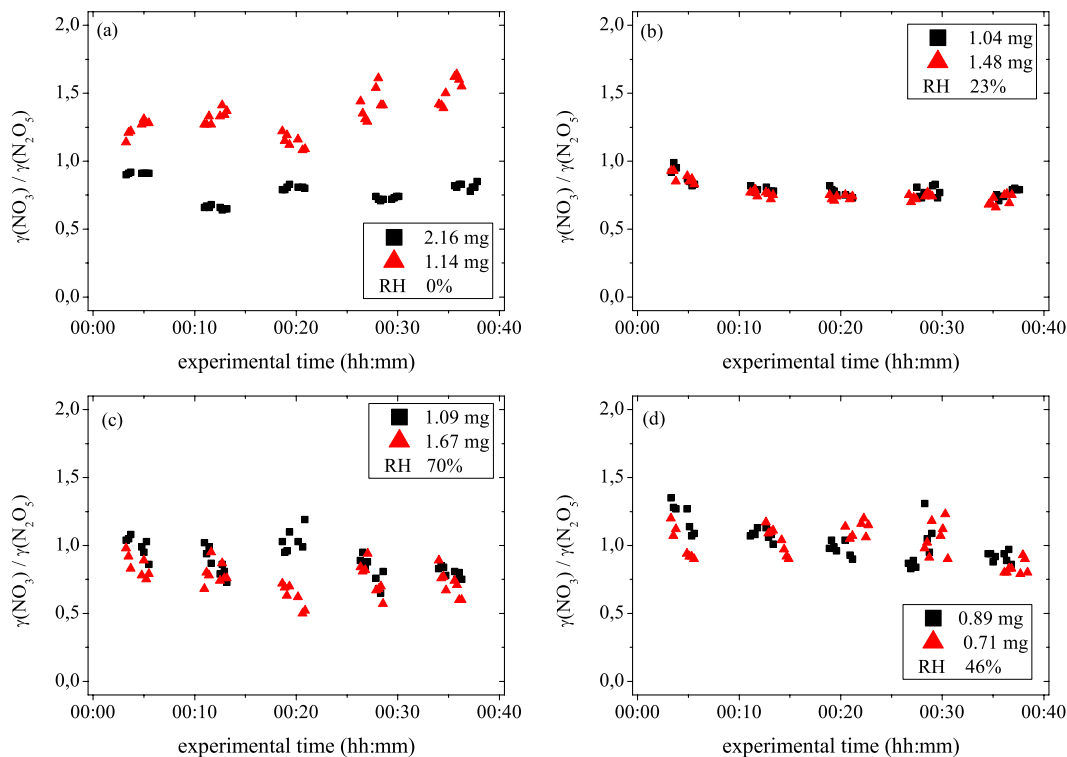 (a)
2,0
1,5
1,0
0,5
0,0
γ(NO3) / γ(N2O5)
2.16 mg
1.14 mg
RH 0%
00:00 00:10 00:20 00:30 00:40
experimental time (hh:mm)
(b)
2,0
1,5
1,0
0,5
0,0
γ(NO3) / γ(N2O5)
1.04 mg
1.48 mg
RH 23%
00:00 00:10 00:20 00:30 00:40
experimental time (hh:mm)
(c)
2,0
1,5
1,0
0,5
0,0
γ(NO3) / γ(N2O5)
1.09 mg
1.67 mg
RH 70%
00:00 00:10 00:20 00:30 00:40
experimental time (hh:mm)
(d)
2,0
1,5
1,0
0,5
0,0
γ(NO3) / γ(N2O5)
0.89 mg
0.71 mg
RH 46%
00:00 00:10 00:20 00:30 00:40
experimental time (hh:mm)